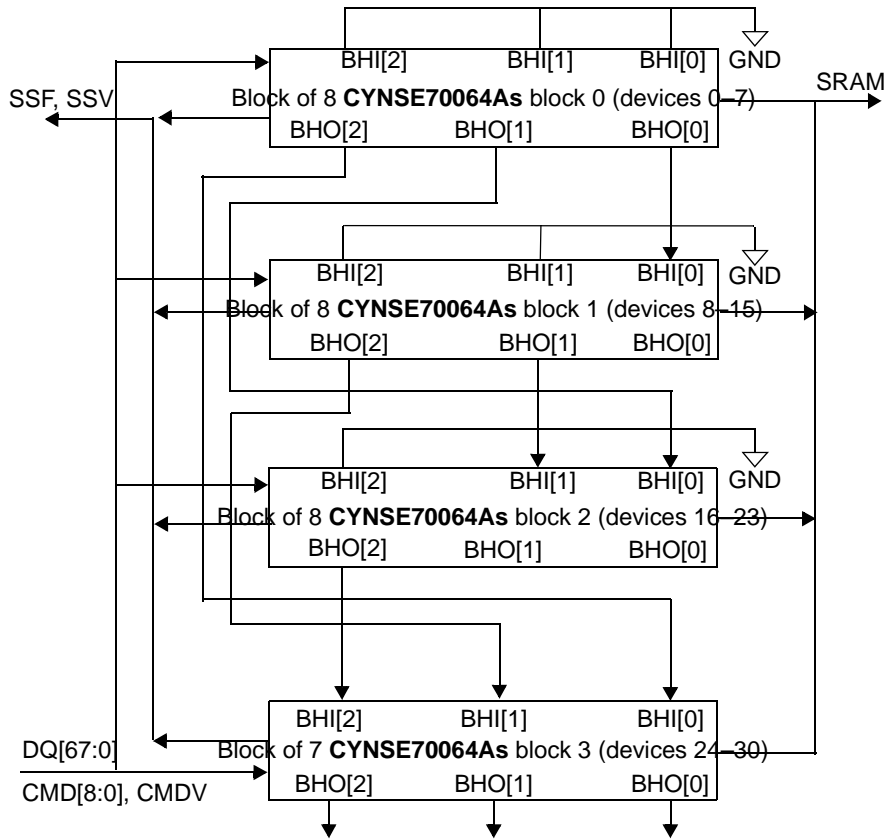 BHI[2] BHI[1] BHI[0] GND
SSF, SSV Block of 8 CYNSE70064As block 0 (devices 0–7) SRAM
BHO[2] BHO[1] BHO[0]
BHI[2] BHI[1] BHI[0] GND
Block of 8 CYNSE70064As block 1 (devices 8–15)
BHO[2] BHO[1] BHO[0]
BHI[2] BHI[1] BHI[0] GND
Block of 8 CYNSE70064As block 2 (devices 16–23)
BHO[2] BHO[1] BHO[0]
BHI[2] BHI[1] BHI[0]
DQ[67:0] Block of 7 CYNSE70064As block 3 (devices 24–30)
CMD[8:0], CMDV BHO[2] BHO[1] BHO[0]